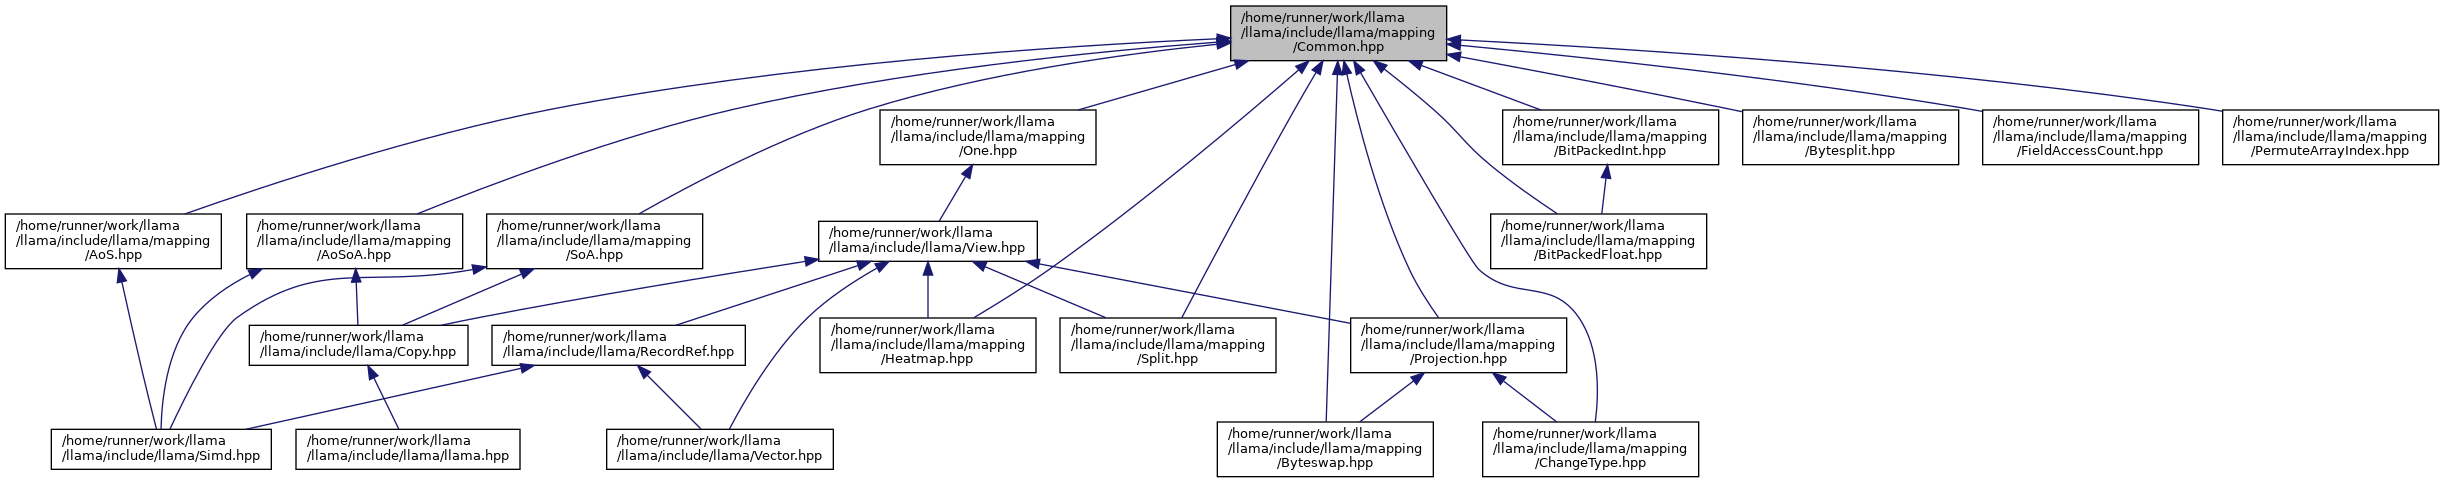 /home/runner/work/llama
/llama/include/llama/mapping
/Common.hpp
/home/runner/work/llama
/llama/include/llama/mapping
/One.hpp
/home/runner/work/llama
/llama/include/llama/mapping
/BitPackedInt.hpp
/home/runner/work/llama
/llama/include/llama/mapping
/Bytesplit.hpp
/home/runner/work/llama
/llama/include/llama/mapping
/FieldAccessCount.hpp
/home/runner/work/llama
/llama/include/llama/mapping
/PermuteArrayIndex.hpp
/home/runner/work/llama
/llama/include/llama/mapping
/AoS.hpp
/home/runner/work/llama
/llama/include/llama/mapping
/AoSoA.hpp
/home/runner/work/llama
/llama/include/llama/mapping
/SoA.hpp
/home/runner/work/llama
/llama/include/llama/View.hpp
/home/runner/work/llama
/llama/include/llama/mapping
/BitPackedFloat.hpp
/home/runner/work/llama
/llama/include/llama/Copy.hpp
/home/runner/work/llama
/llama/include/llama/RecordRef.hpp
/home/runner/work/llama
/llama/include/llama/mapping
/Heatmap.hpp
/home/runner/work/llama
/llama/include/llama/mapping
/Split.hpp
/home/runner/work/llama
/llama/include/llama/mapping
/Projection.hpp
/home/runner/work/llama
/llama/include/llama/Simd.hpp
/home/runner/work/llama
/llama/include/llama/llama.hpp
/home/runner/work/llama
/llama/include/llama/Vector.hpp
/home/runner/work/llama
/llama/include/llama/mapping
/Byteswap.hpp
/home/runner/work/llama
/llama/include/llama/mapping
/ChangeType.hpp